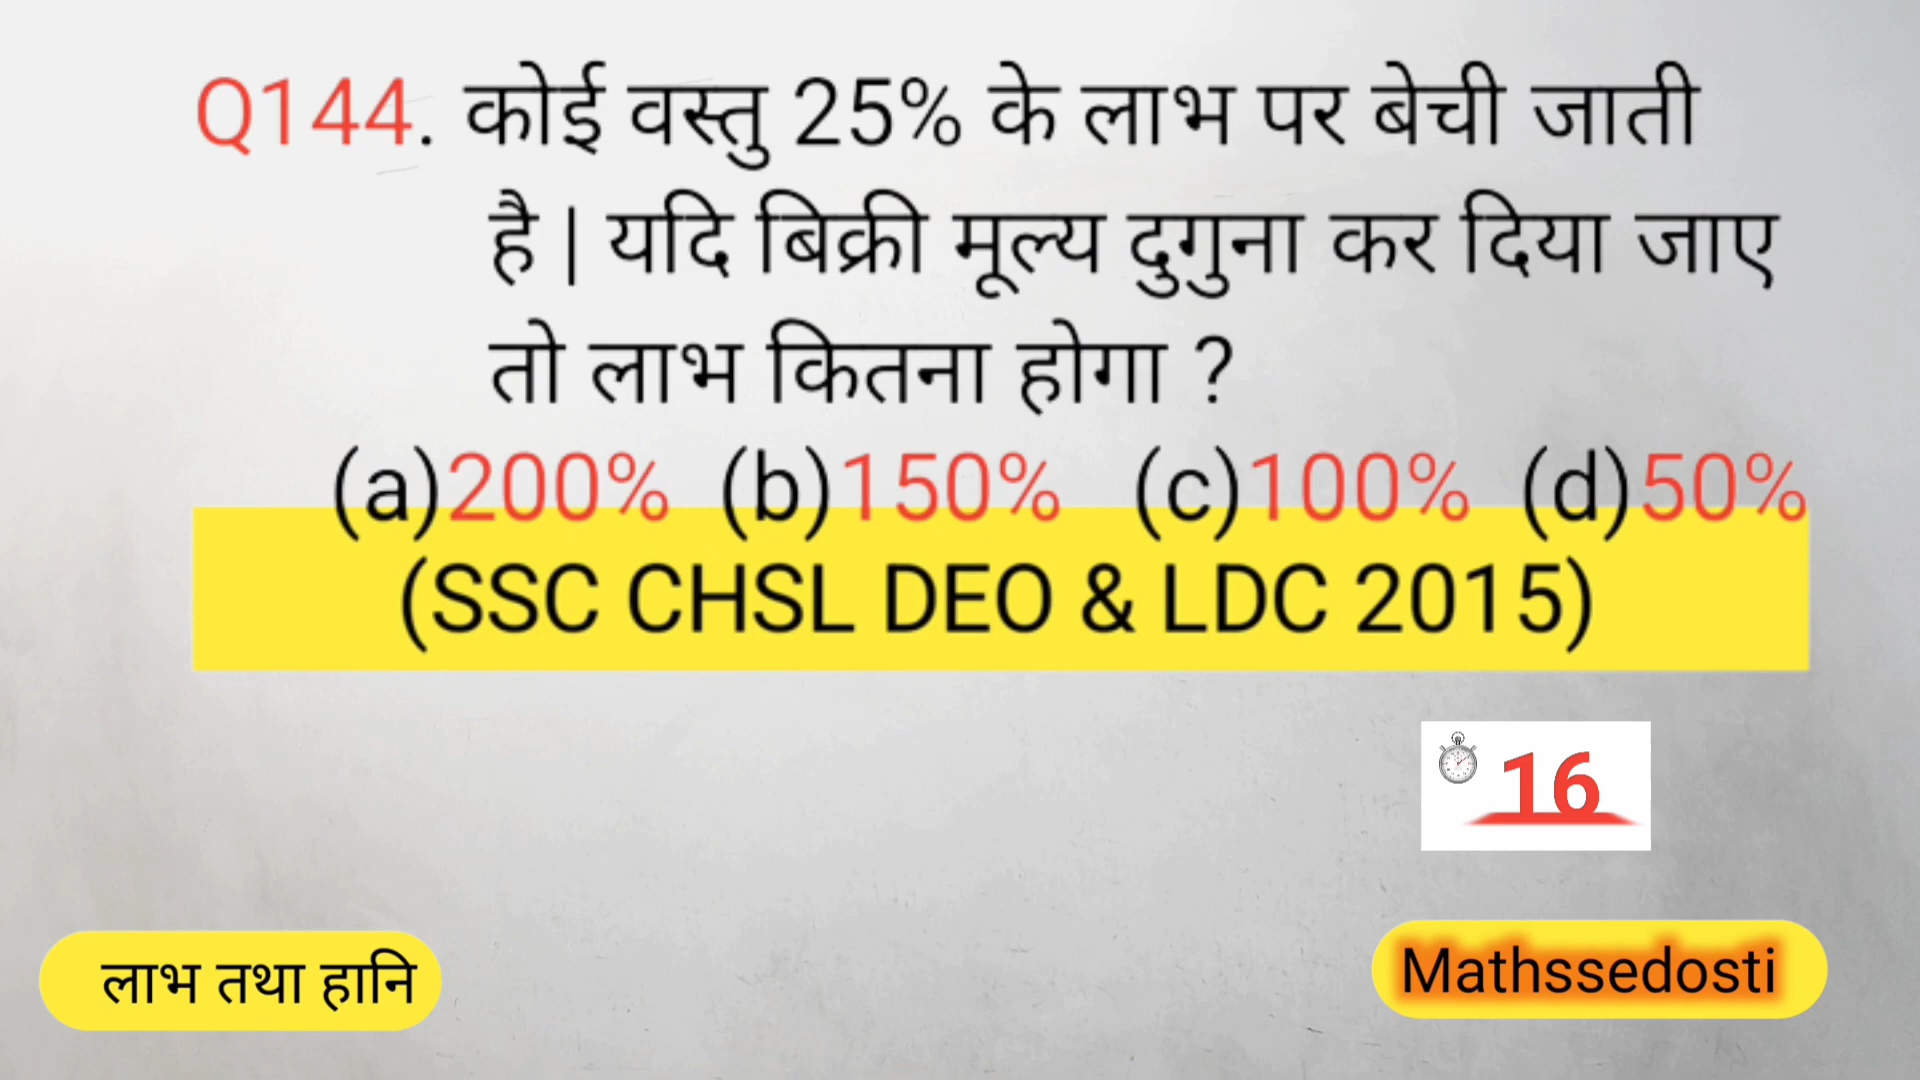 Q144. कोई वस्तु 25% के लाभ पर बेची जाती
है | यदि बिक्री मूल्य दुगुना कर दिया जाए
तो लाभ कितना होगा ?
(a)200% (b)150% (c)100% (d)50%
(SSC CHSL DEO & LDC 2015)
16
लाभ तथा हानि
Mathssedosti